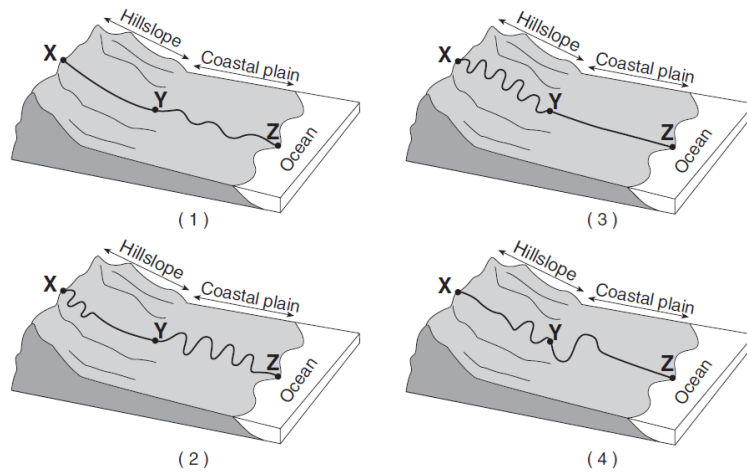 Hillslope
Coastal plain
X
Y
Z
Ocean
( 1 )
Hillslope
Coastal plain
X
Y
Z
Ocean
( 3 )
Hillslope
Coastal plain
X
Y
Z
Ocean
( 2 )
Hillslope
Coastal plain
X
Y
Z
Ocean
( 4 )